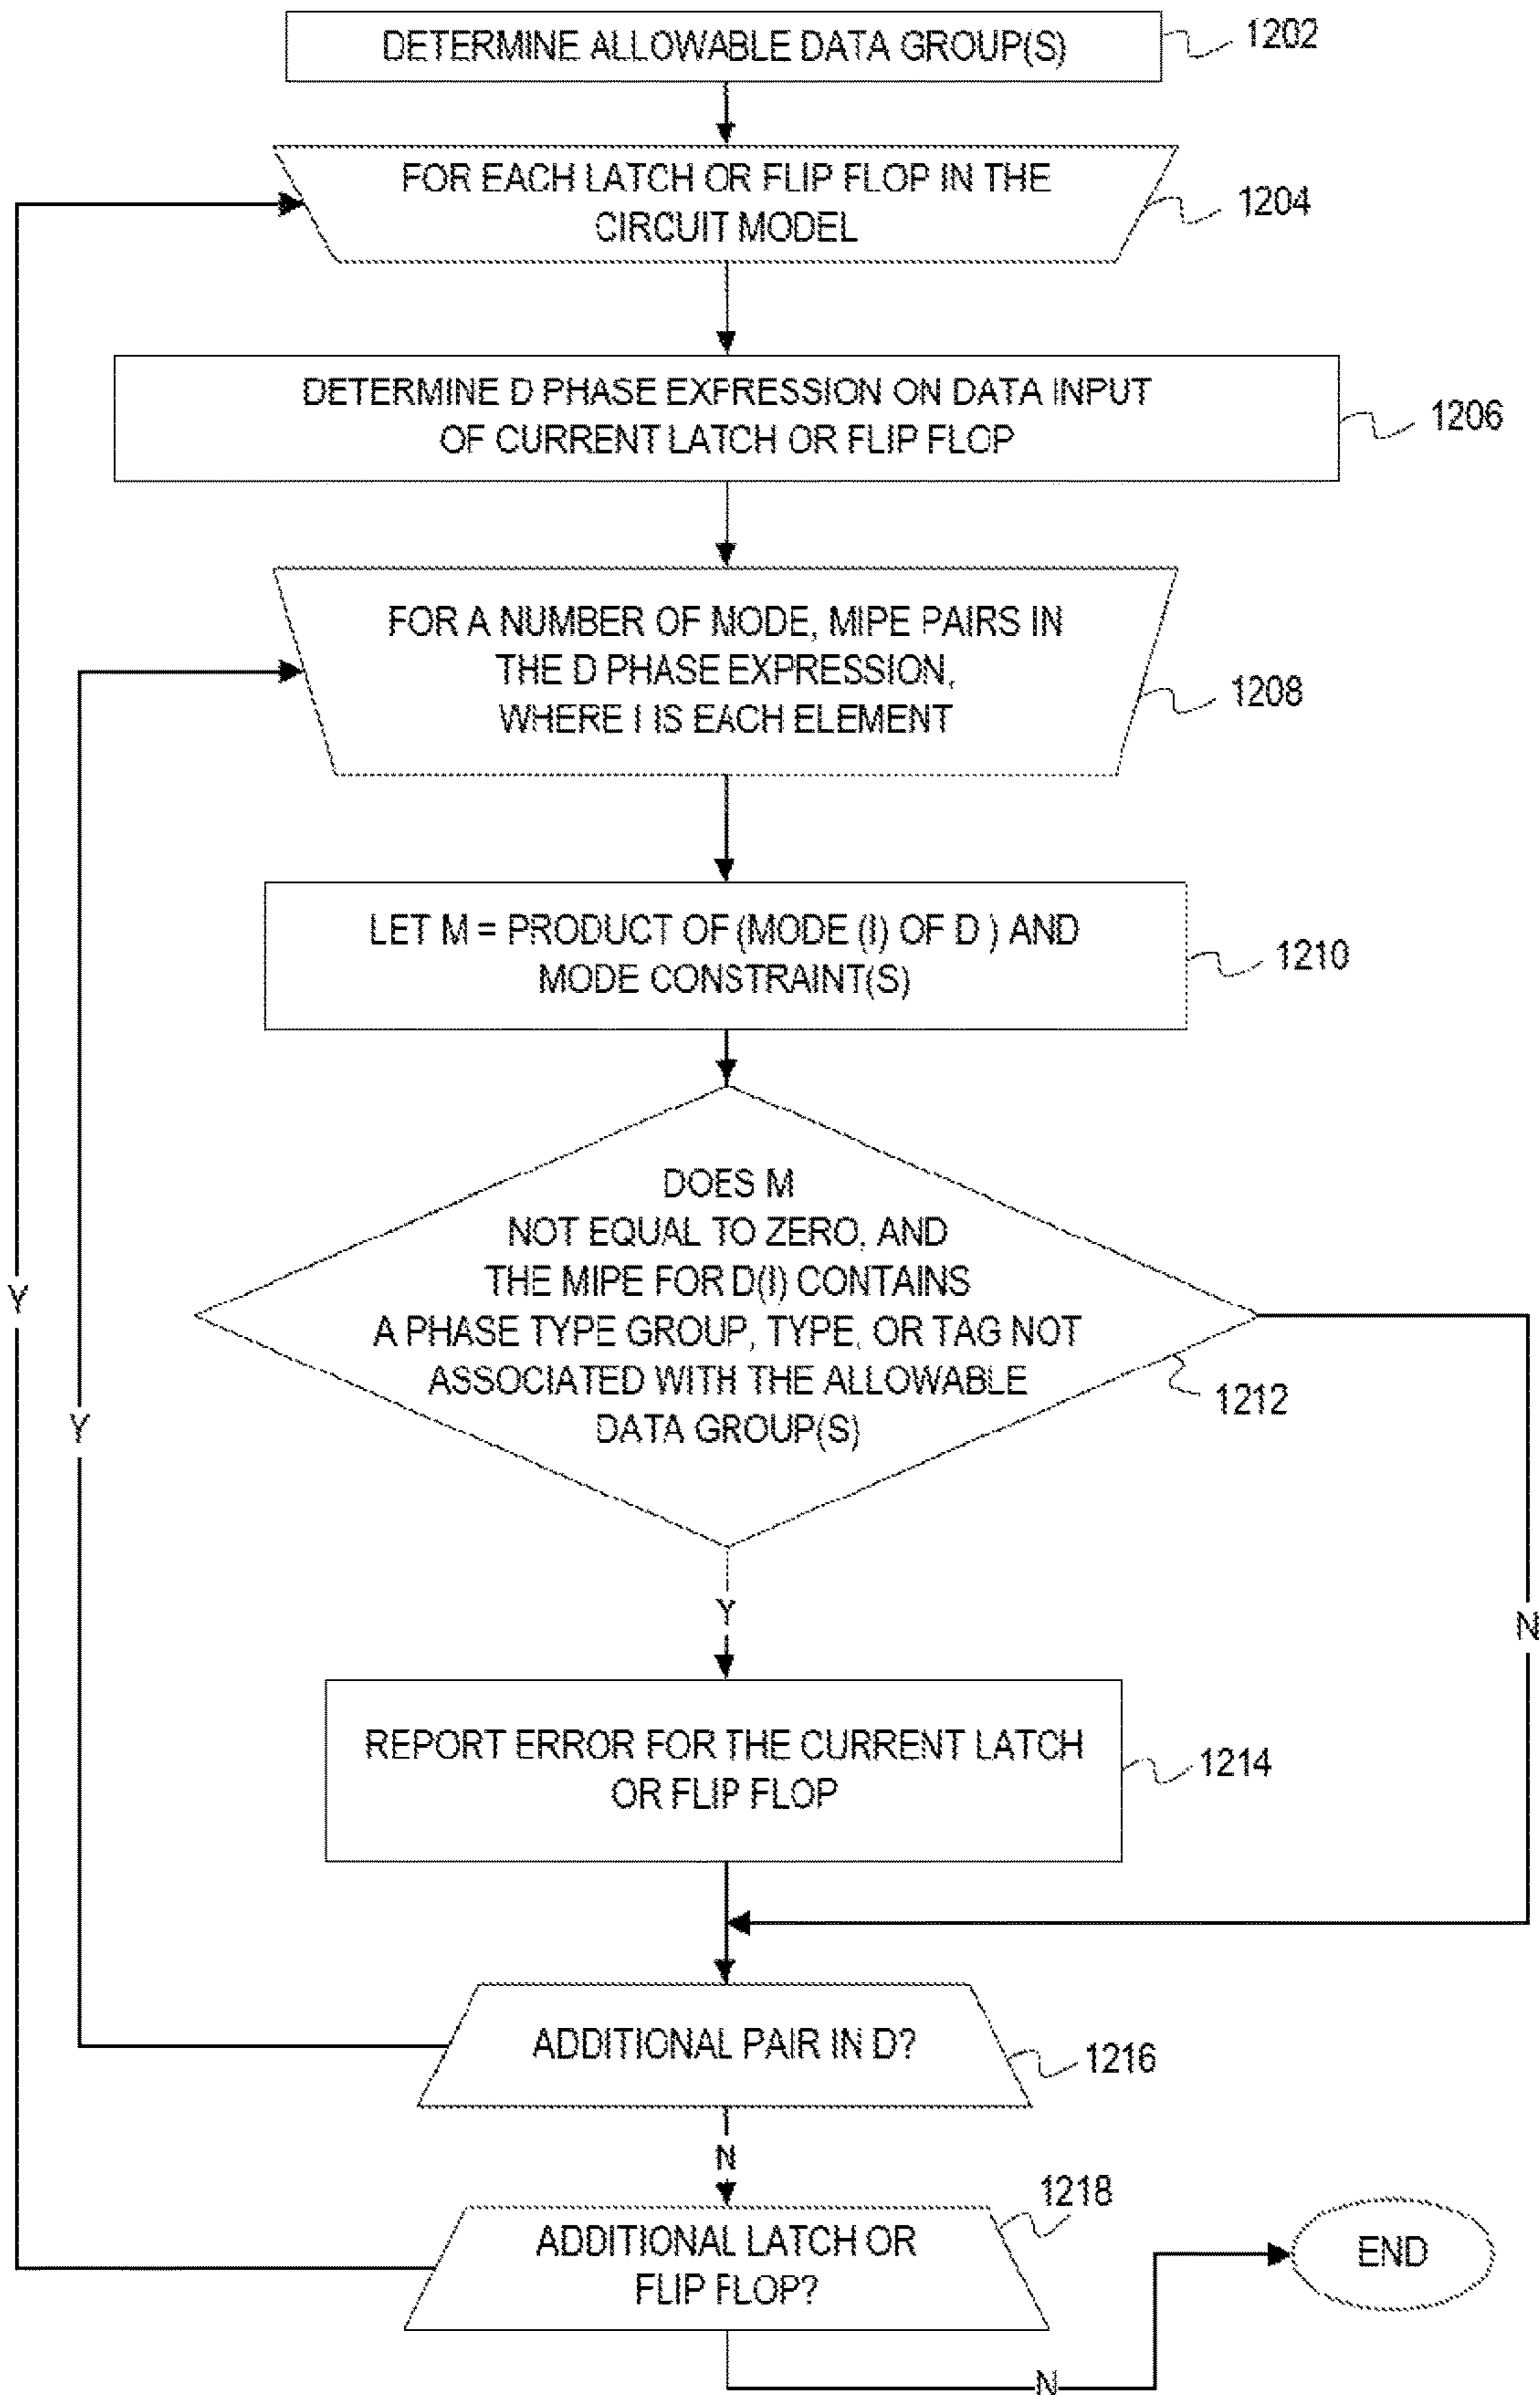 DETERMINE ALLOWABLE DATA GROUP(S)
1202
FOR EACH LATCH OR FLIP FLOP IN THE
CIRCUIT MODEL
1204
DETERMINE D PHASE EXPRESSION ON DATA INPUT
OF CURRENT LATCH OR FLIP FLOP
1206
FOR A NUMBER OF MODE, MIPE PAIRS IN
THE D PHASE EXPRESSION,
WHERE I IS EACH ELEMENT
1208
LET M = PRODUCT OF (MODE (I) OF D ) AND
MODE CONSTRAINT(S)
1210
DOES M
NOT EQUAL TO ZERO, AND
THE MIPE FOR D(I) CONTAINS
A PHASE TYPE GROUP, TYPE, OR TAG NOT
ASSOCIATED WITH THE ALLOWABLE
DATA GROUP(S)
1212
Y
Y
Y
N
REPORT ERROR FOR THE CURRENT LATCH
OR FLIP FLOP
1214
ADDITIONAL PAIR IN D?
1216
N
ADDITIONAL LATCH OR
FLIP FLOP?
1218
END
N